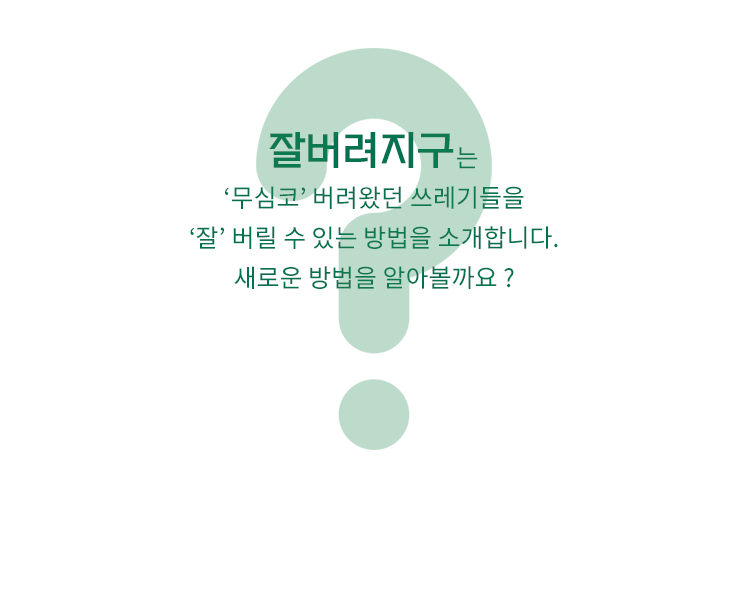 잘버려지구는
‘무심코’ 버려왔던 쓰레기들을
‘잘’ 버릴 수 있는 방법을 소개합니다.
새로운 방법을 알아볼까요 ?